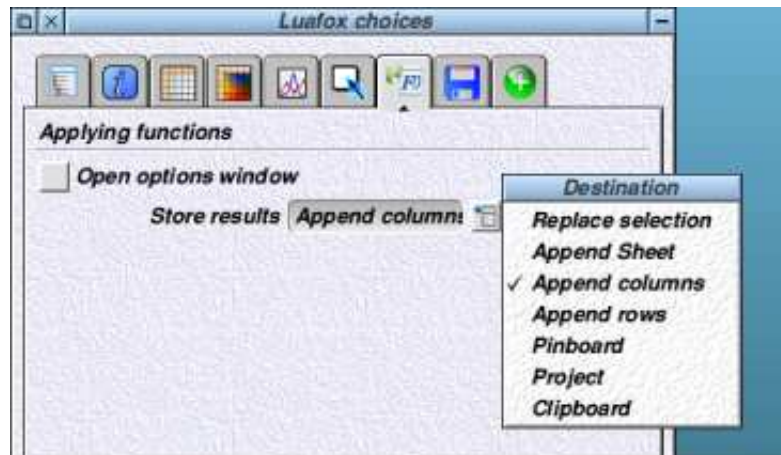 Luafox choices
Applying functions
Open options window
Store results Append columns
Destination
Replace selection
Append Sheet
Append columns
Append rows
Pinboard
Project
Clipboard